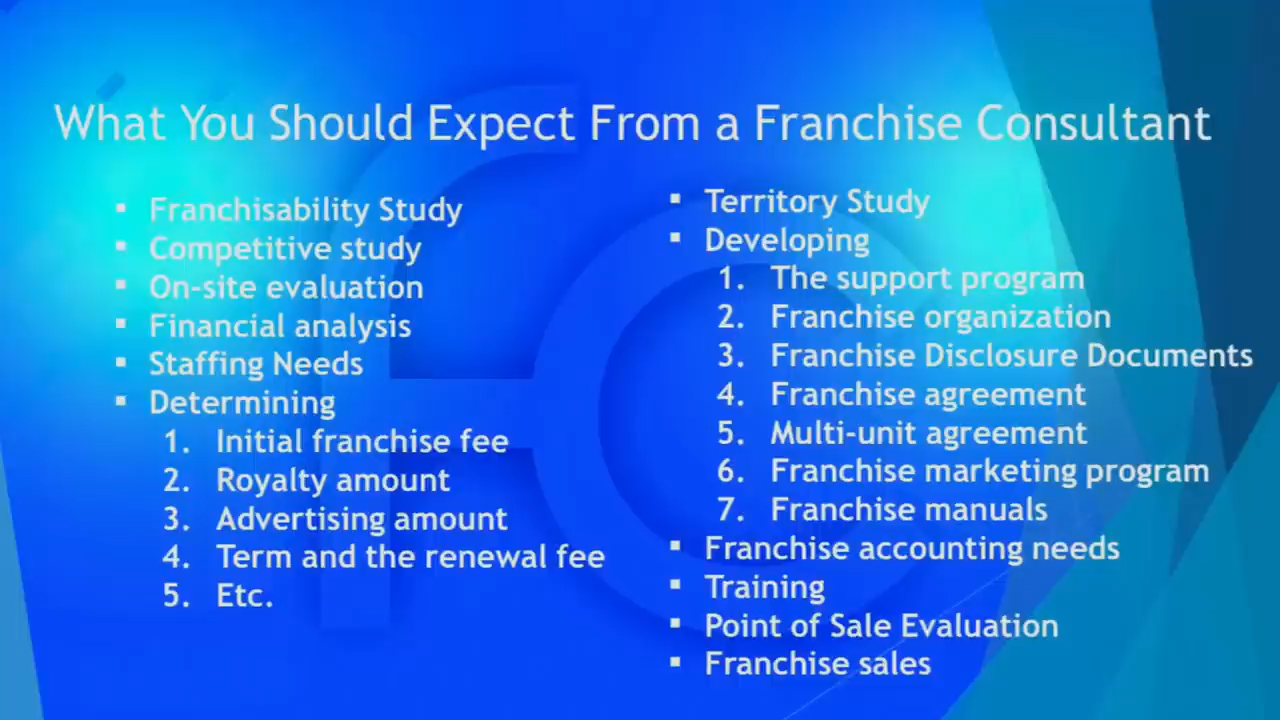 What You Should Expect From a Franchise Consultant
▪ Franchisability Study
▪ Competitive study
▪ On-site evaluation
▪ Financial analysis
▪ Staffing Needs
▪ Determining
1. Initial franchise fee
2. Royalty amount
3. Advertising amount
4. Term and the renewal fee
5. Etc.
▪ Territory Study
▪ Developing
1. The support program
2. Franchise organization
3. Franchise Disclosure Documents
4. Franchise agreement
5. Multi-unit agreement
6. Franchise marketing program
7. Franchise manuals
▪ Franchise accounting needs
▪ Training
▪ Point of Sale Evaluation
▪ Franchise sales